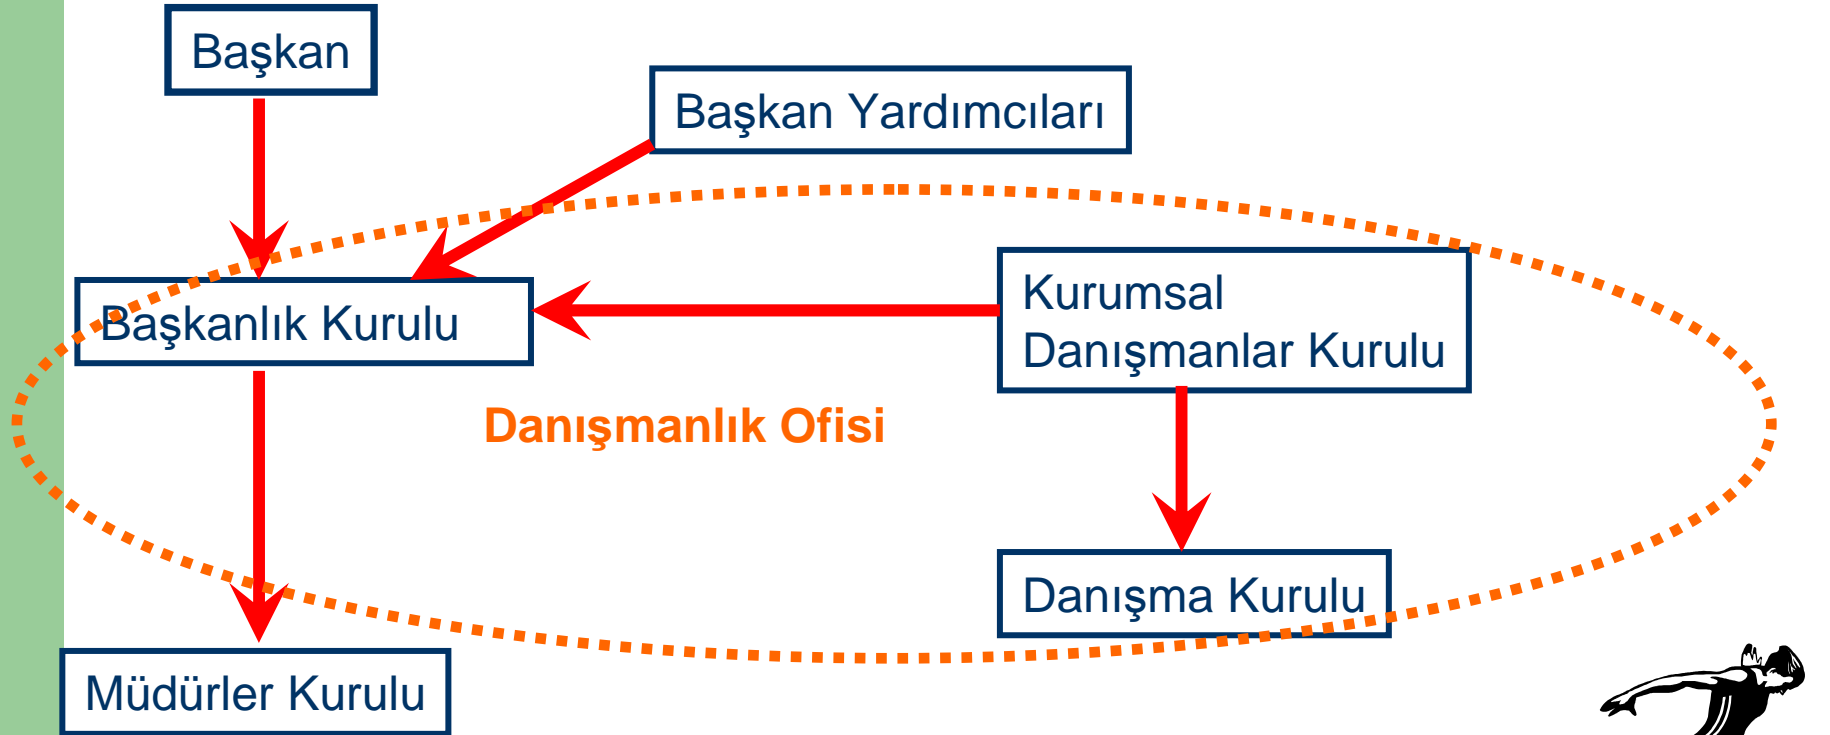 Başkan
Başkan Yardımcıları
Başkanlık Kurulu
Kurumsal
Danışmanlar Kurulu
Danışmanlık Ofisi
Danışma Kurulu
Müdürler Kurulu